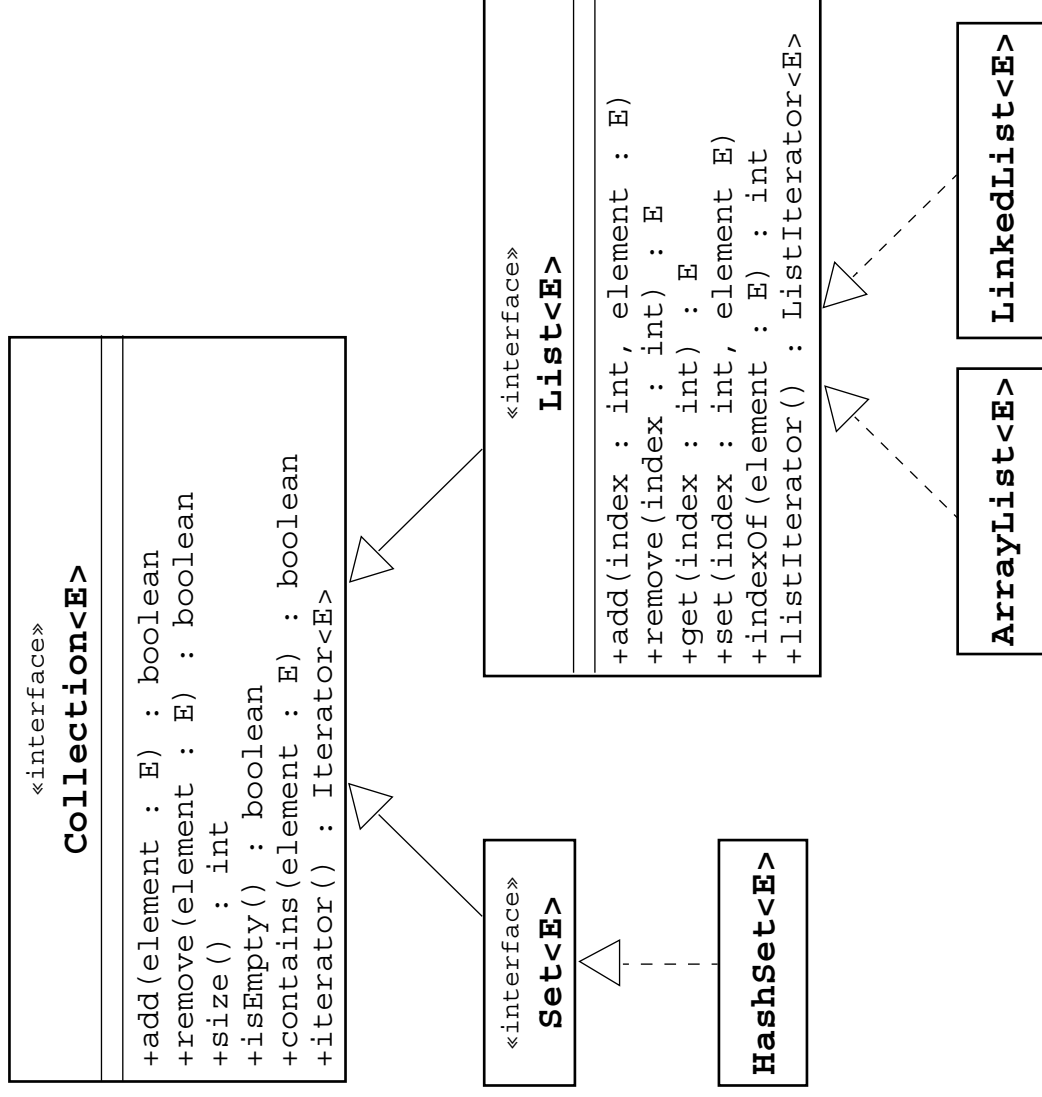 «interface»
Collection<E>
+add(element : E) : boolean
+remove(element : E) : boolean
+size() : int
+isEmpty() : boolean
+contains(element : E) : boolean
+iterator() : Iterator<E>
«interface»
Set<E>
HashSet<E>
«interface»
List<E>
+add(index : int, element : E)
+remove(index : int) : E
+get(index : int) : E
+set(index : int, element E)
+indexOf(element : E) : int
+listIterator() : ListIterator<E>
ArrayList<E>
LinkedList<E>